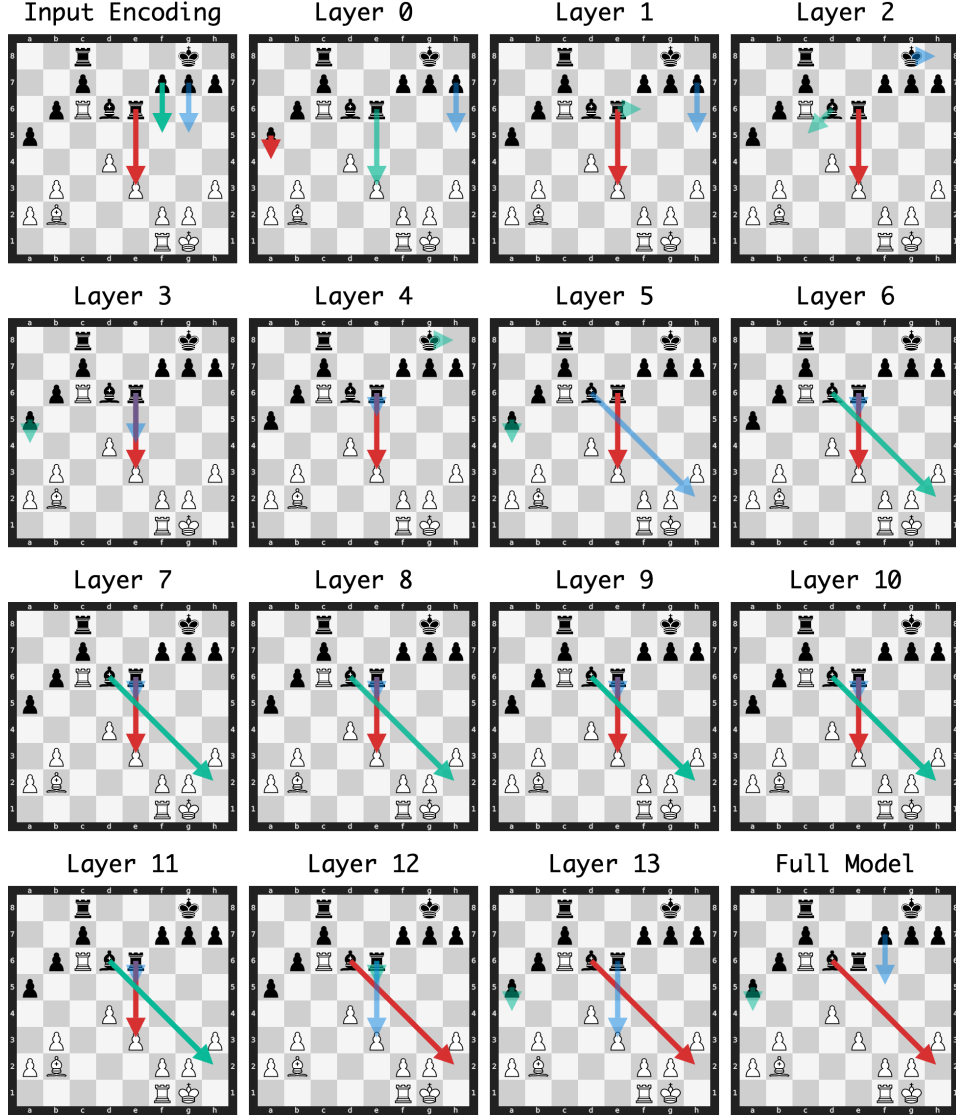 Input Encoding Layer 0 Layer 1 Layer 2
Layer 3 Layer 4 Layer 5 Layer 6
Layer 7 Layer 8 Layer 9 Layer 10
Layer 11 Layer 12 Layer 13 Full Model